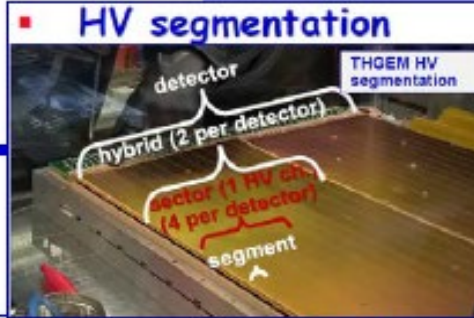 HV segmentation
THGEM HV
segmentation
detector
hybrid (2 per detector)
sector (1 HV ch.)
(4 per detector)
segment